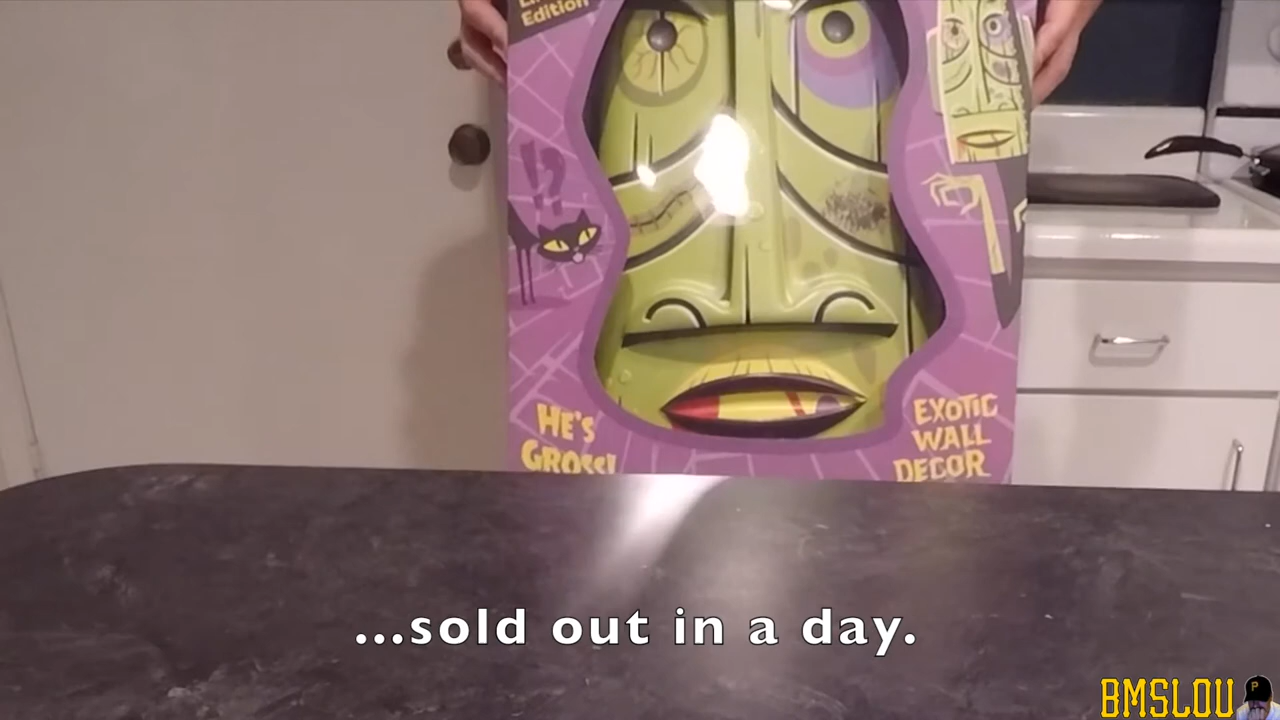 Edition
!?
HE'S
GROSS!
EXOTIC
WALL
DECOR
...sold out in a day.
BMSLOU
P